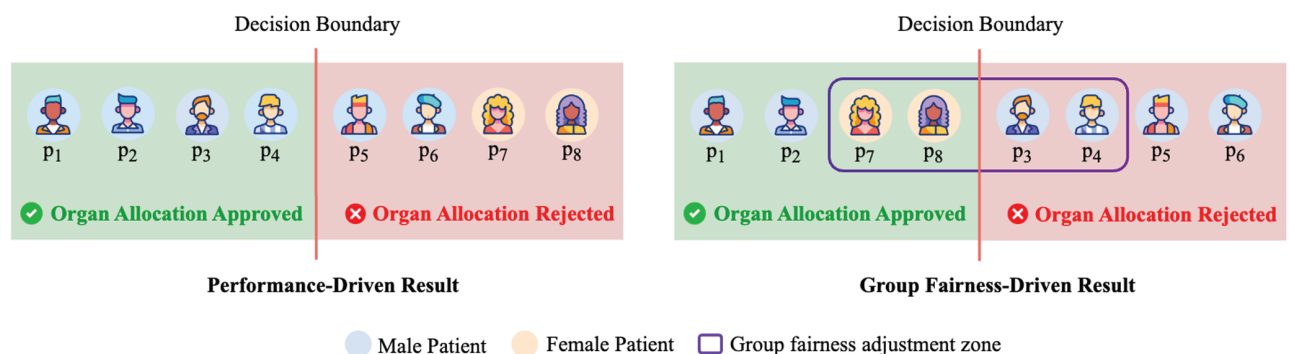 Decision Boundary
p1 p2 p3 p4 p5 p6 p7 p8
Organ Allocation Approved Organ Allocation Rejected
Performance-Driven Result
Decision Boundary
p1 p2 p7 p8 p3 p4 p5 p6
Organ Allocation Approved Organ Allocation Rejected
Group Fairness-Driven Result
Male Patient Female Patient Group fairness adjustment zone